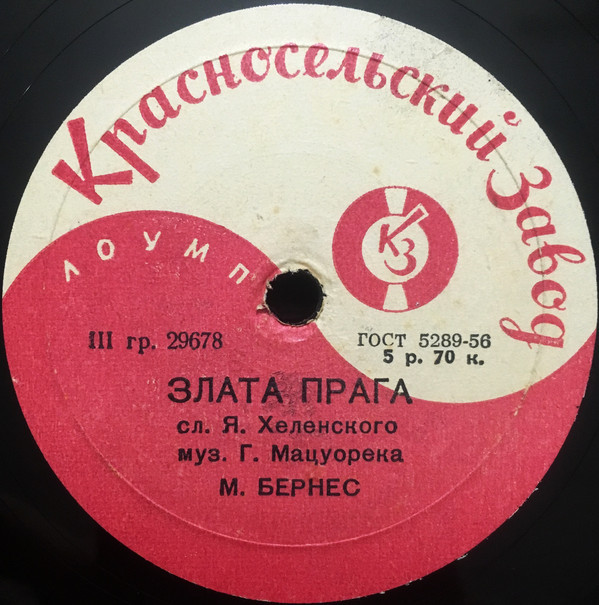 Красносельский Завод
ЛОУМП
КЗ
III гр. 29678
ГОСТ 5289-56
5 р. 70 к.
ЗЛАТА ПРАГА
сл. Я. Хеленского
муз. Г. Мацуорека
М. БЕРНЕС